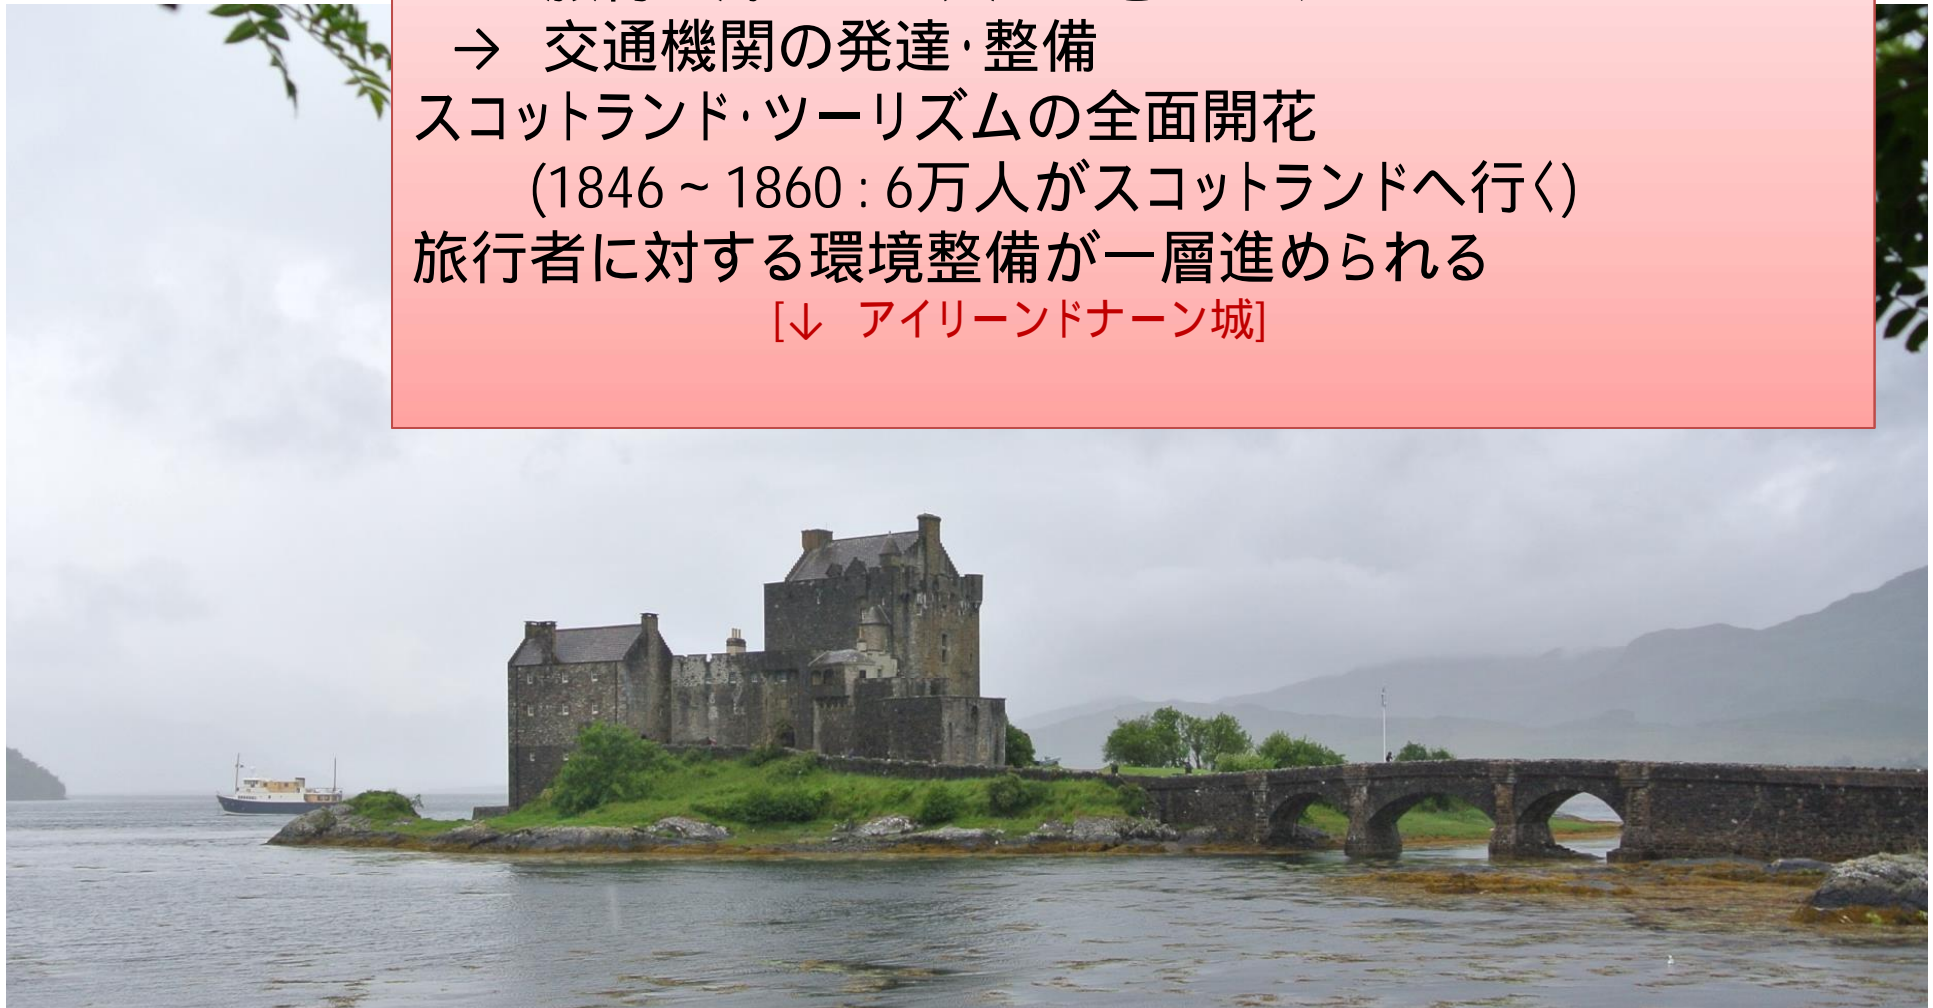 → 交通機関の発達・整備
スコットランド・ツーリズムの全面開花
(1846 ~ 1860 : 6万人がスコットランドへ行く)
旅行者に対する環境整備が一層進められる
[↓ アイリーンドナーン城]